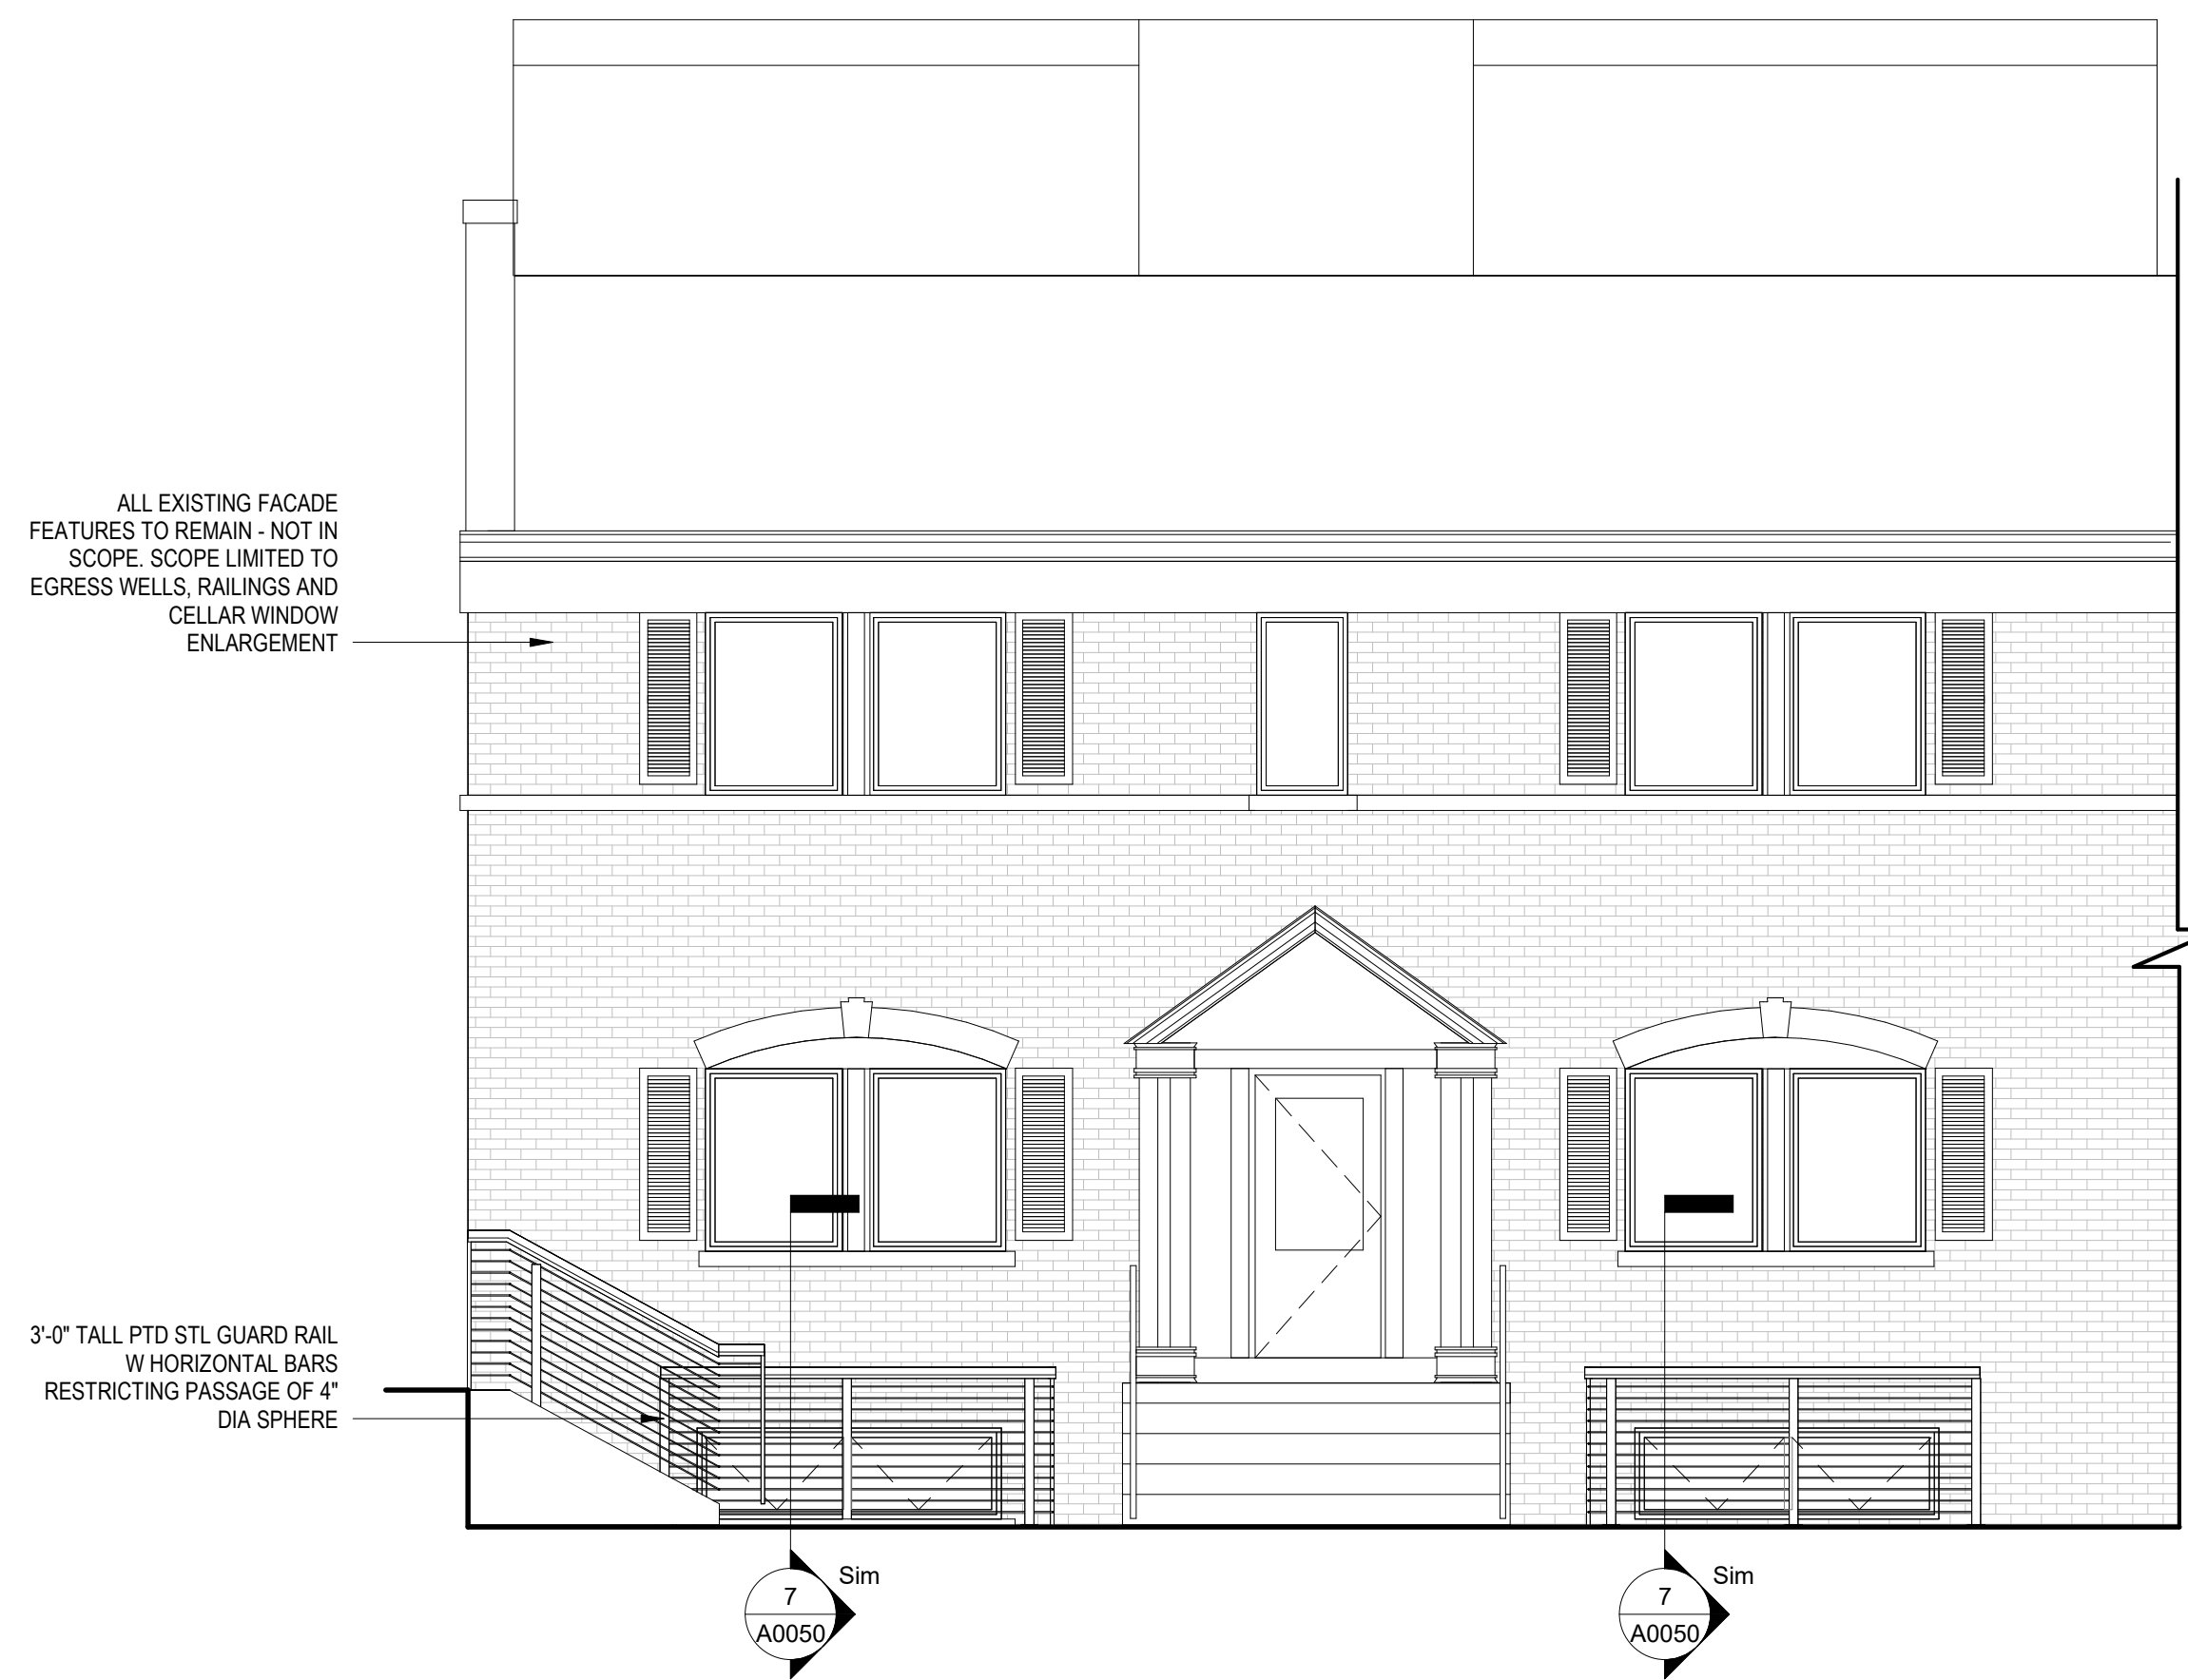 ALL EXISTING FACADE
FEATURES TO REMAIN - NOT IN
SCOPE. SCOPE LIMITED TO
EGRESS WELLS, RAILINGS AND
CELLAR WINDOW
ENLARGEMENT
3'-0" TALL PTD STL GUARD RAIL
W HORIZONTAL BARS
RESTRICTING PASSAGE OF 4"
DIA SPHERE
Sim
7
A0050
Sim
7
A0050